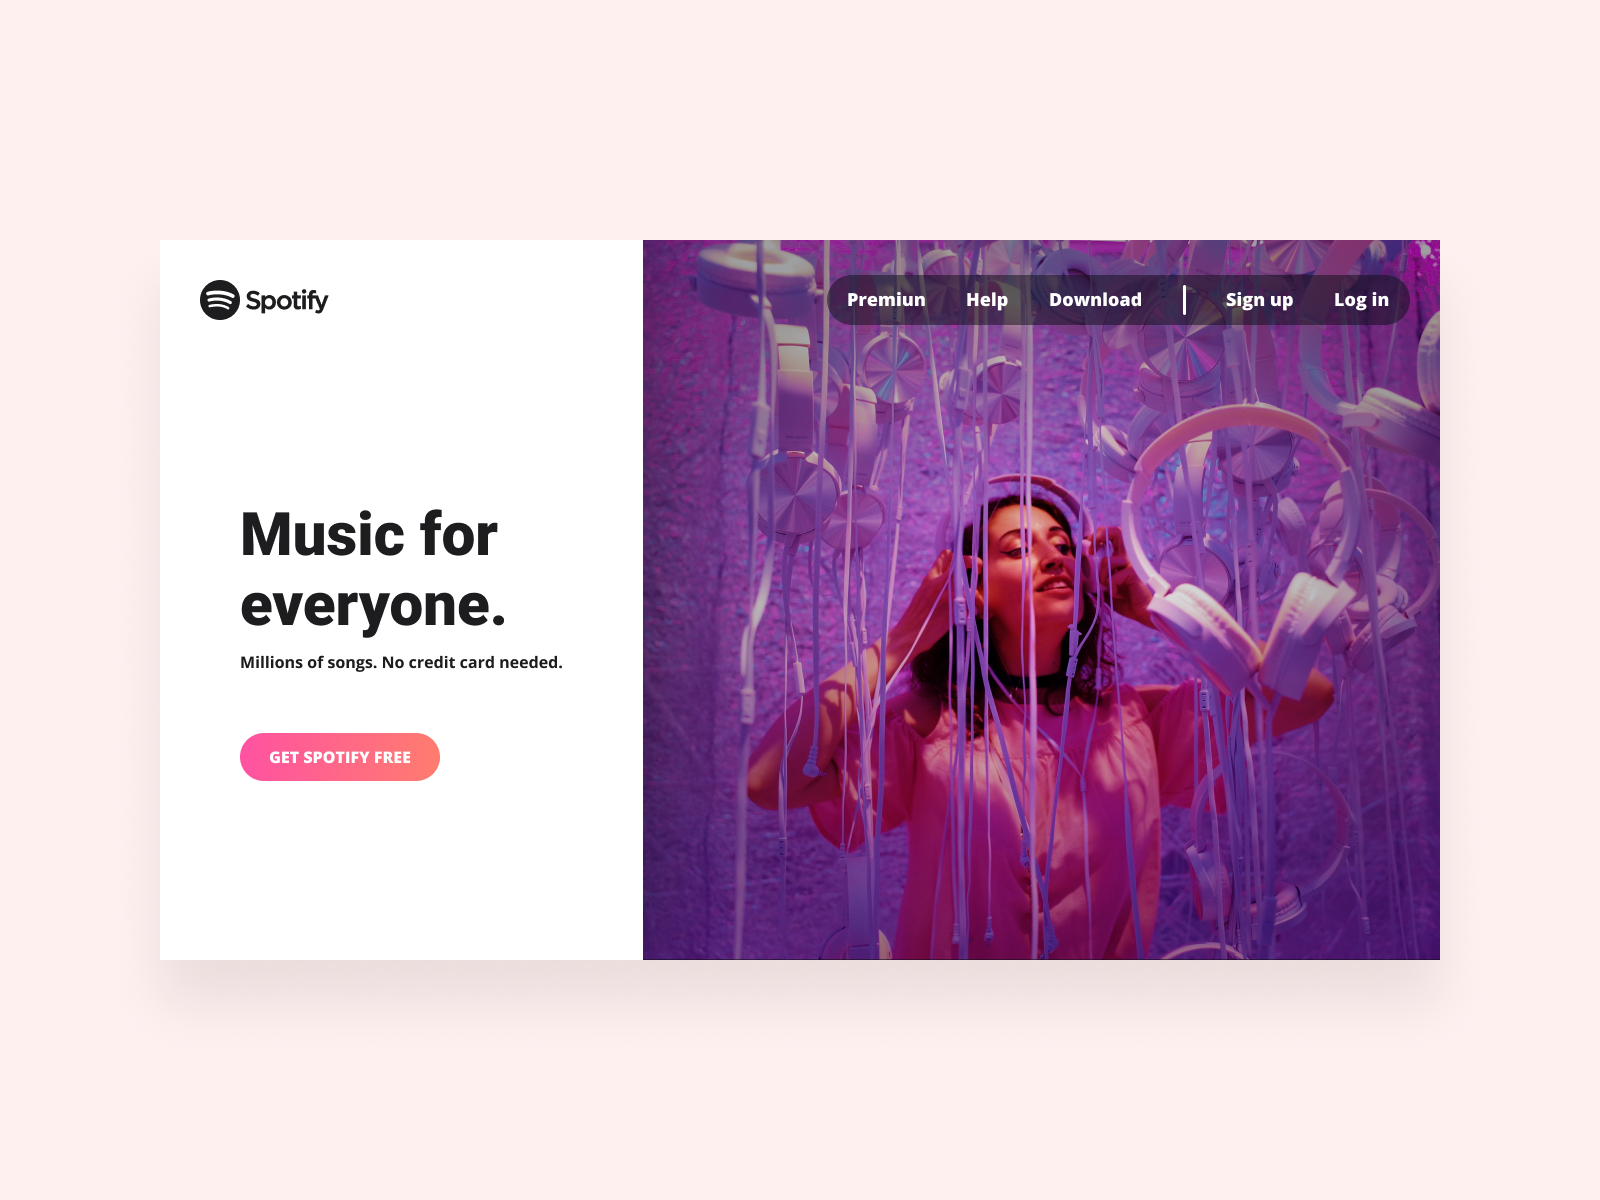 Spotify
Premiun Help Download | Sign up Log in
Music for
everyone.
Millions of songs. No credit card needed.
GET SPOTIFY FREE